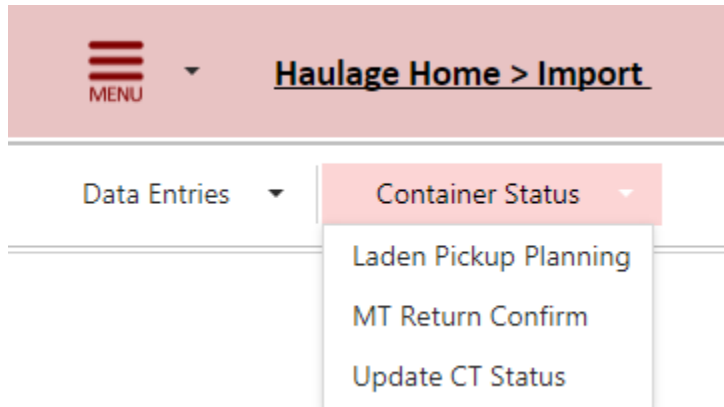 MENU
Haulage Home > Import
Data Entries
Container Status
Laden Pickup Planning
MT Return Confirm
Update CT Status